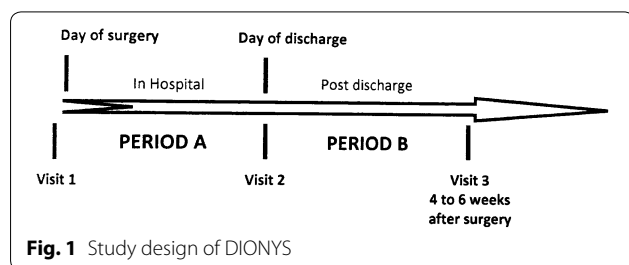 Day of surgery
Day of discharge
In Hospital
Post discharge
PERIOD A
PERIOD B
Visit 1
Visit 2
Visit 3
4 to 6 weeks
after surgery
Fig. 1 Study design of DIONYS